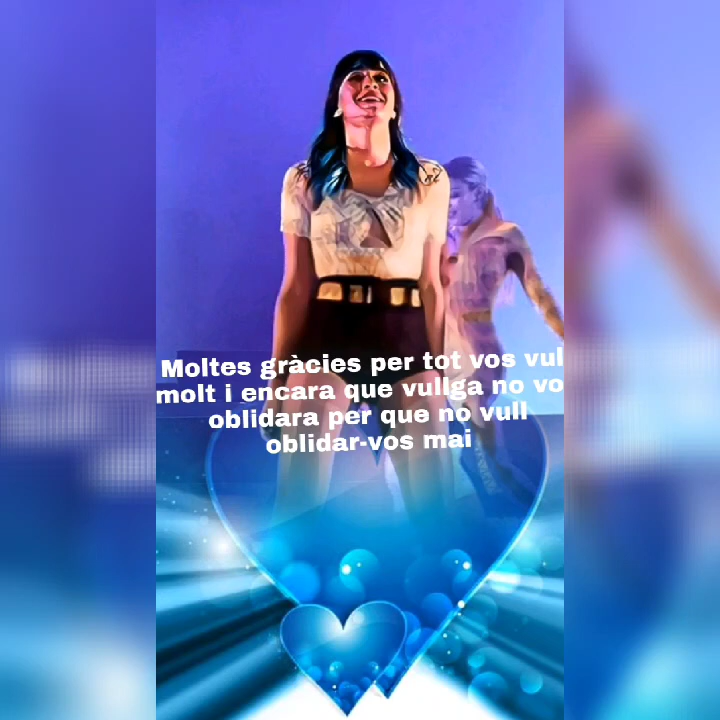 Moltes gràcies per tot vos vul
molt i encara que vullga no vo
oblidara per que no vull
oblidar-vos mai